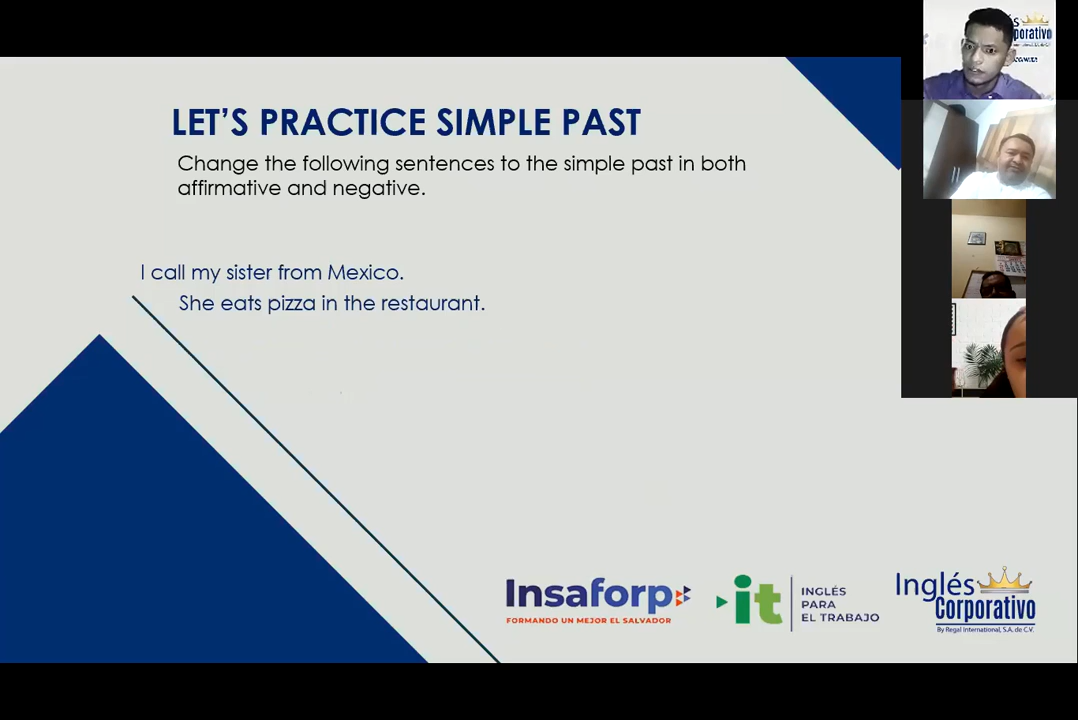 LET'S PRACTICE SIMPLE PAST
Change the following sentences to the simple past in both
affirmative and negative.
I call my sister from Mexico.
She eats pizza in the restaurant.
Insaforp
FORMANDO UN MEJOR EL SALVADOR
it
INGLÉS
PARA
EL TRABAJO
Inglés
Corporativo
By Regal International, S.A. de C.V.
porativo